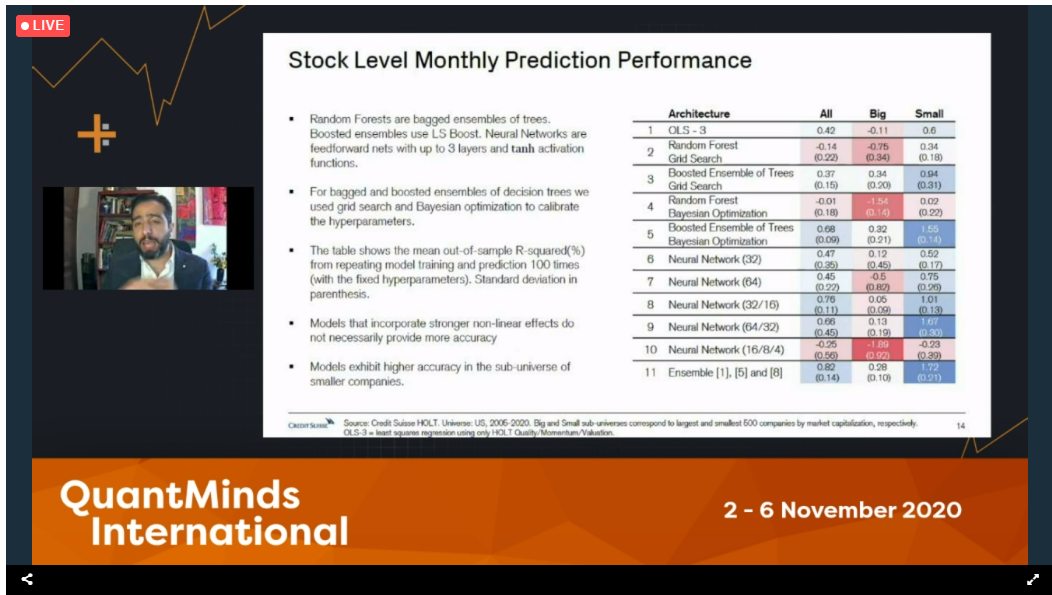 LIVE
Stock Level Monthly Prediction Performance
Random Forests are bagged ensembles of trees.
Boosted ensembles use LS Boost. Neural Networks are
feedforward nets with up to 3 layers and tanh activation
functions.
For bagged and boosted ensembles of decision trees we
used grid search and Bayesian optimization to calibrate
the hyperparameters.
The table shows the mean out-of-sample R-squared(%)
from repeating model training and prediction 100 times
(with the fixed hyperparameters). Standard deviation in
parenthesis.
Models that incorporate stronger non-linear effects do
not necessarily provide more accuracy
Models exhibit higher accuracy in the sub-universe of
smaller companies.
Architecture All Big Small
1 OLS - 3 0.42 -0.11 0.6
2 Random Forest Grid Search -0.14 (0.22) -0.75 (0.34) 0.34 (0.18)
3 Boosted Ensemble of Trees Grid Search 0.37 (0.15) 0.34 (0.20) 0.94 (0.31)
4 Random Forest Bayesian Optimization -0.01 (0.18) -1.54 (0.14) 0.02 (0.22)
5 Boosted Ensemble of Trees Bayesian Optimization 0.68 (0.09) 0.32 (0.21) 1.55 (0.14)
6 Neural Network (32) 0.47 (0.35) 0.12 (0.45) 0.52 (0.17)
7 Neural Network (64) 0.45 (0.22) -0.5 (0.82) 0.75 (0.26)
8 Neural Network (32/16) 0.76 (0.11) 0.05 (0.09) 1.01 (0.13)
9 Neural Network (64/32) 0.66 (0.45) 0.13 (0.19) 1.67 (0.30)
10 Neural Network (16/8/4) -0.25 (0.56) -1.89 (0.92) -0.23 (0.39)
11 Ensemble [1], [5] and [8] 0.82 (0.14) 0.28 (0.10) 1.72 (0.21)
CREDIT SUISSE
Source: Credit Suisse HOLT. Universe: US, 2005-2020. Big and Small sub-universes correspond to largest and smallest 500 companies by market capitalization, respectively.
OLS-3 = least squares regression using only HOLT Quality/Momentum/Valuation.
14
QuantMinds
International
2 - 6 November 2020